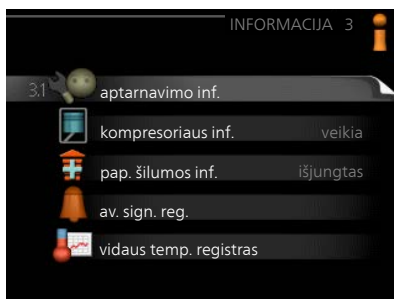 INFORMACIJA 3
3.1 aptarnavimo inf.
kompresoriaus inf. veikia
pap. šilumos inf. išjungtas
av. sign. reg.
vidaus temp. registras